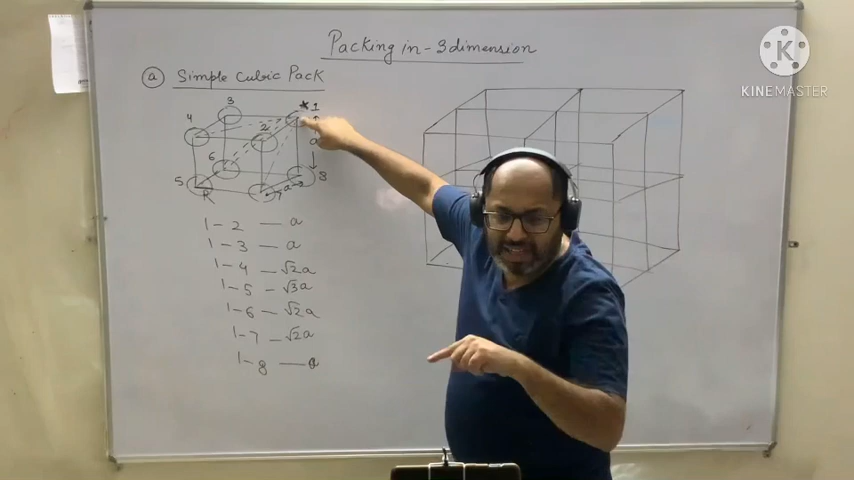 Packing in - 3 dimension
K
KINEMASTER
a Simple Cubic Pack
3
* 1
4
2
a
6
5
8
R
a
7
1 - 2 — a
1 - 3 — a
1 - 4 — √2a
1 - 5 — √3a
1 - 6 — √2a
1 - 7 — √2a
1 - 8 — a